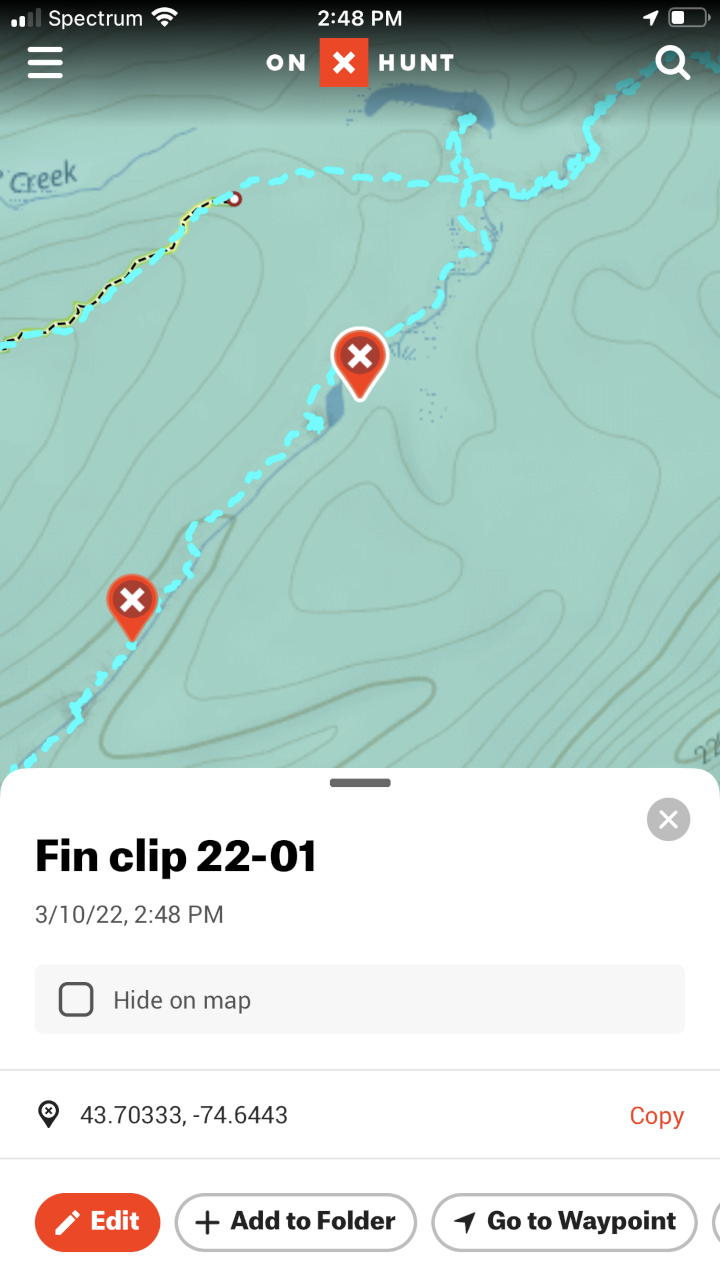 Spectrum 2:48 PM
ON X HUNT
Creek
Fin clip 22-01
3/10/22, 2:48 PM
Hide on map
43.70333, -74.6443 Copy
Edit + Add to Folder Go to Waypoint